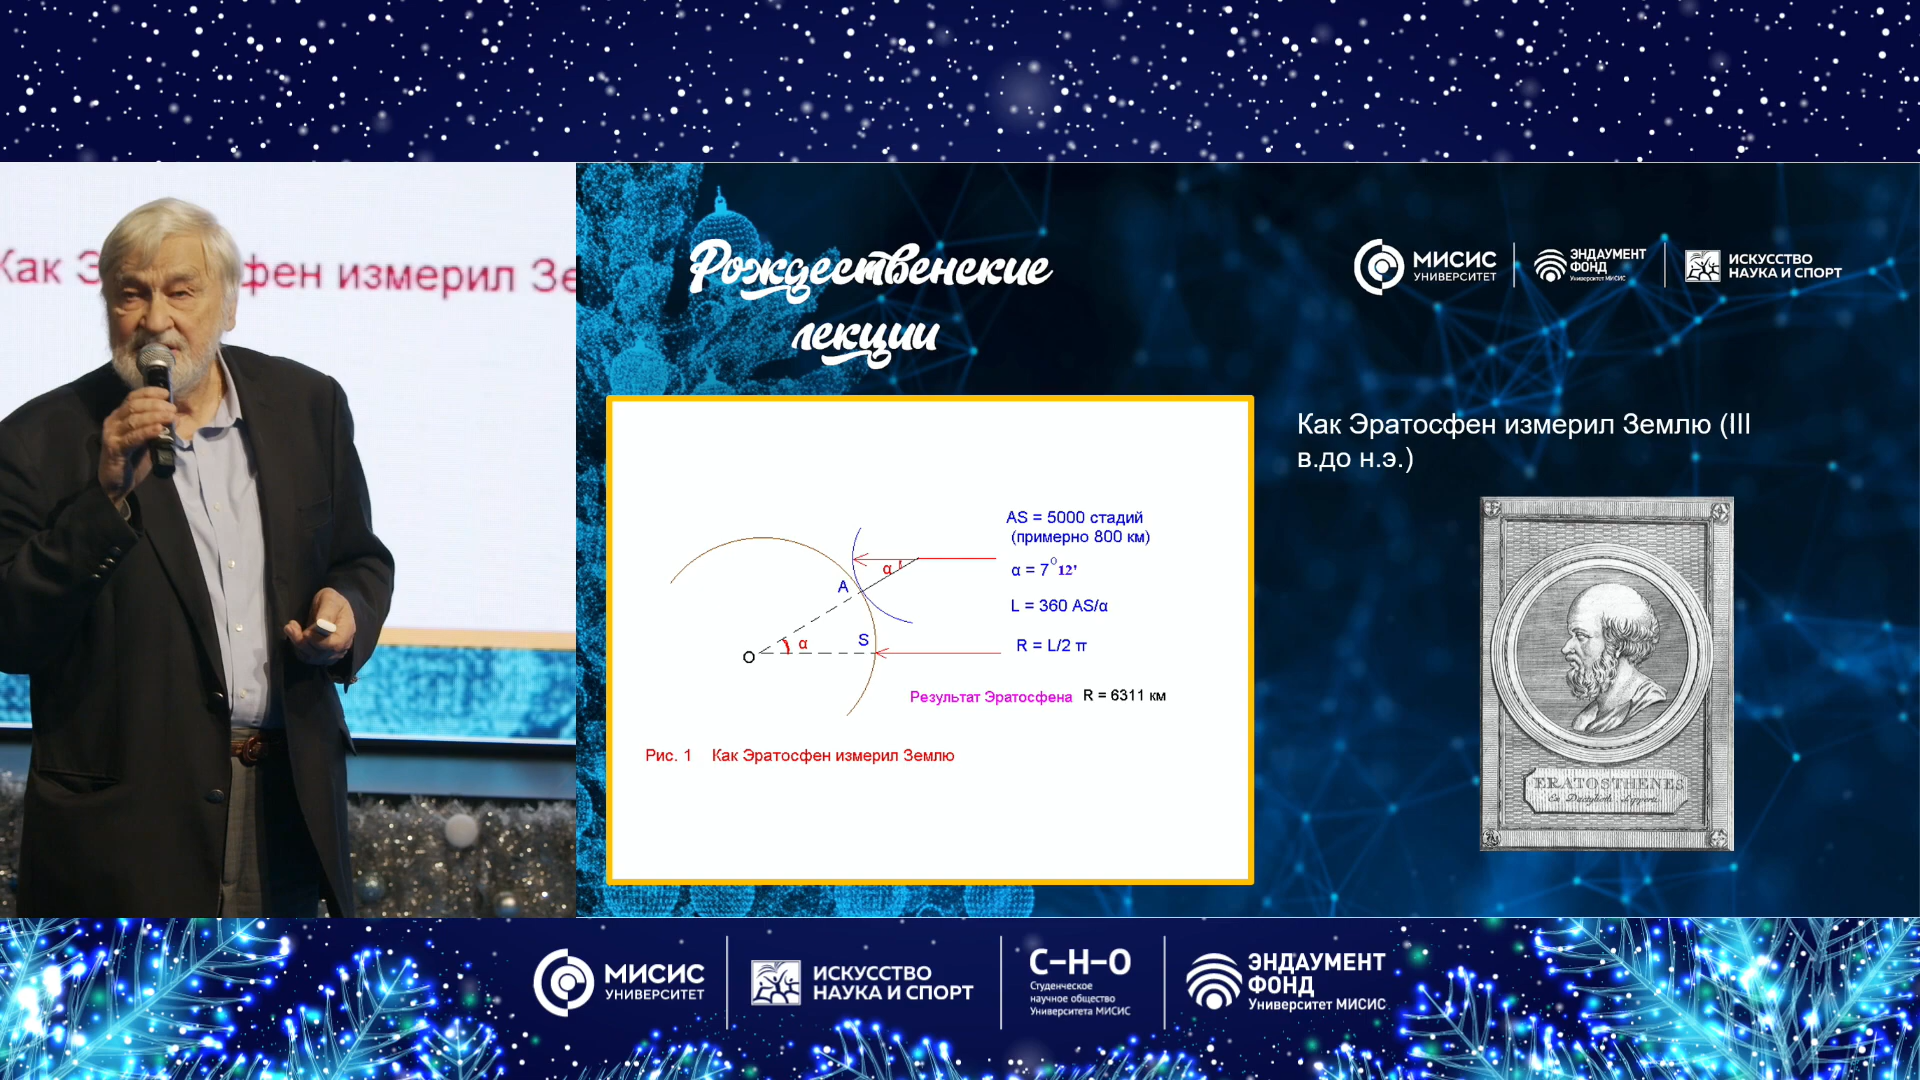 Как Э
фен измерил Зе
Рождественские
лекции
МИСИС
УНИВЕРСИТЕТ
ЭНДАУМЕНТ
ФОНД
Университет МИСИС
ИСКУССТВО
НАУКА И СПОРТ
Как Эратосфен измерил Землю (III
в.до н.э.)
AS = 5000 стадий
(примерно 800 км)
α = 7° 12'
L = 360 AS/α
R = L/2 π
A
α
S
α
O
Результат Эратосфена R = 6311 км
Рис. 1 Как Эратосфен измерил Землю
ERATOSTHENES
МИСИС
УНИВЕРСИТЕТ
ИСКУССТВО
НАУКА И СПОРТ
С–Н–О
Студенческое
научное общество
Университета МИСИС
ЭНДАУМЕНТ
ФОНД
Университет МИСИС